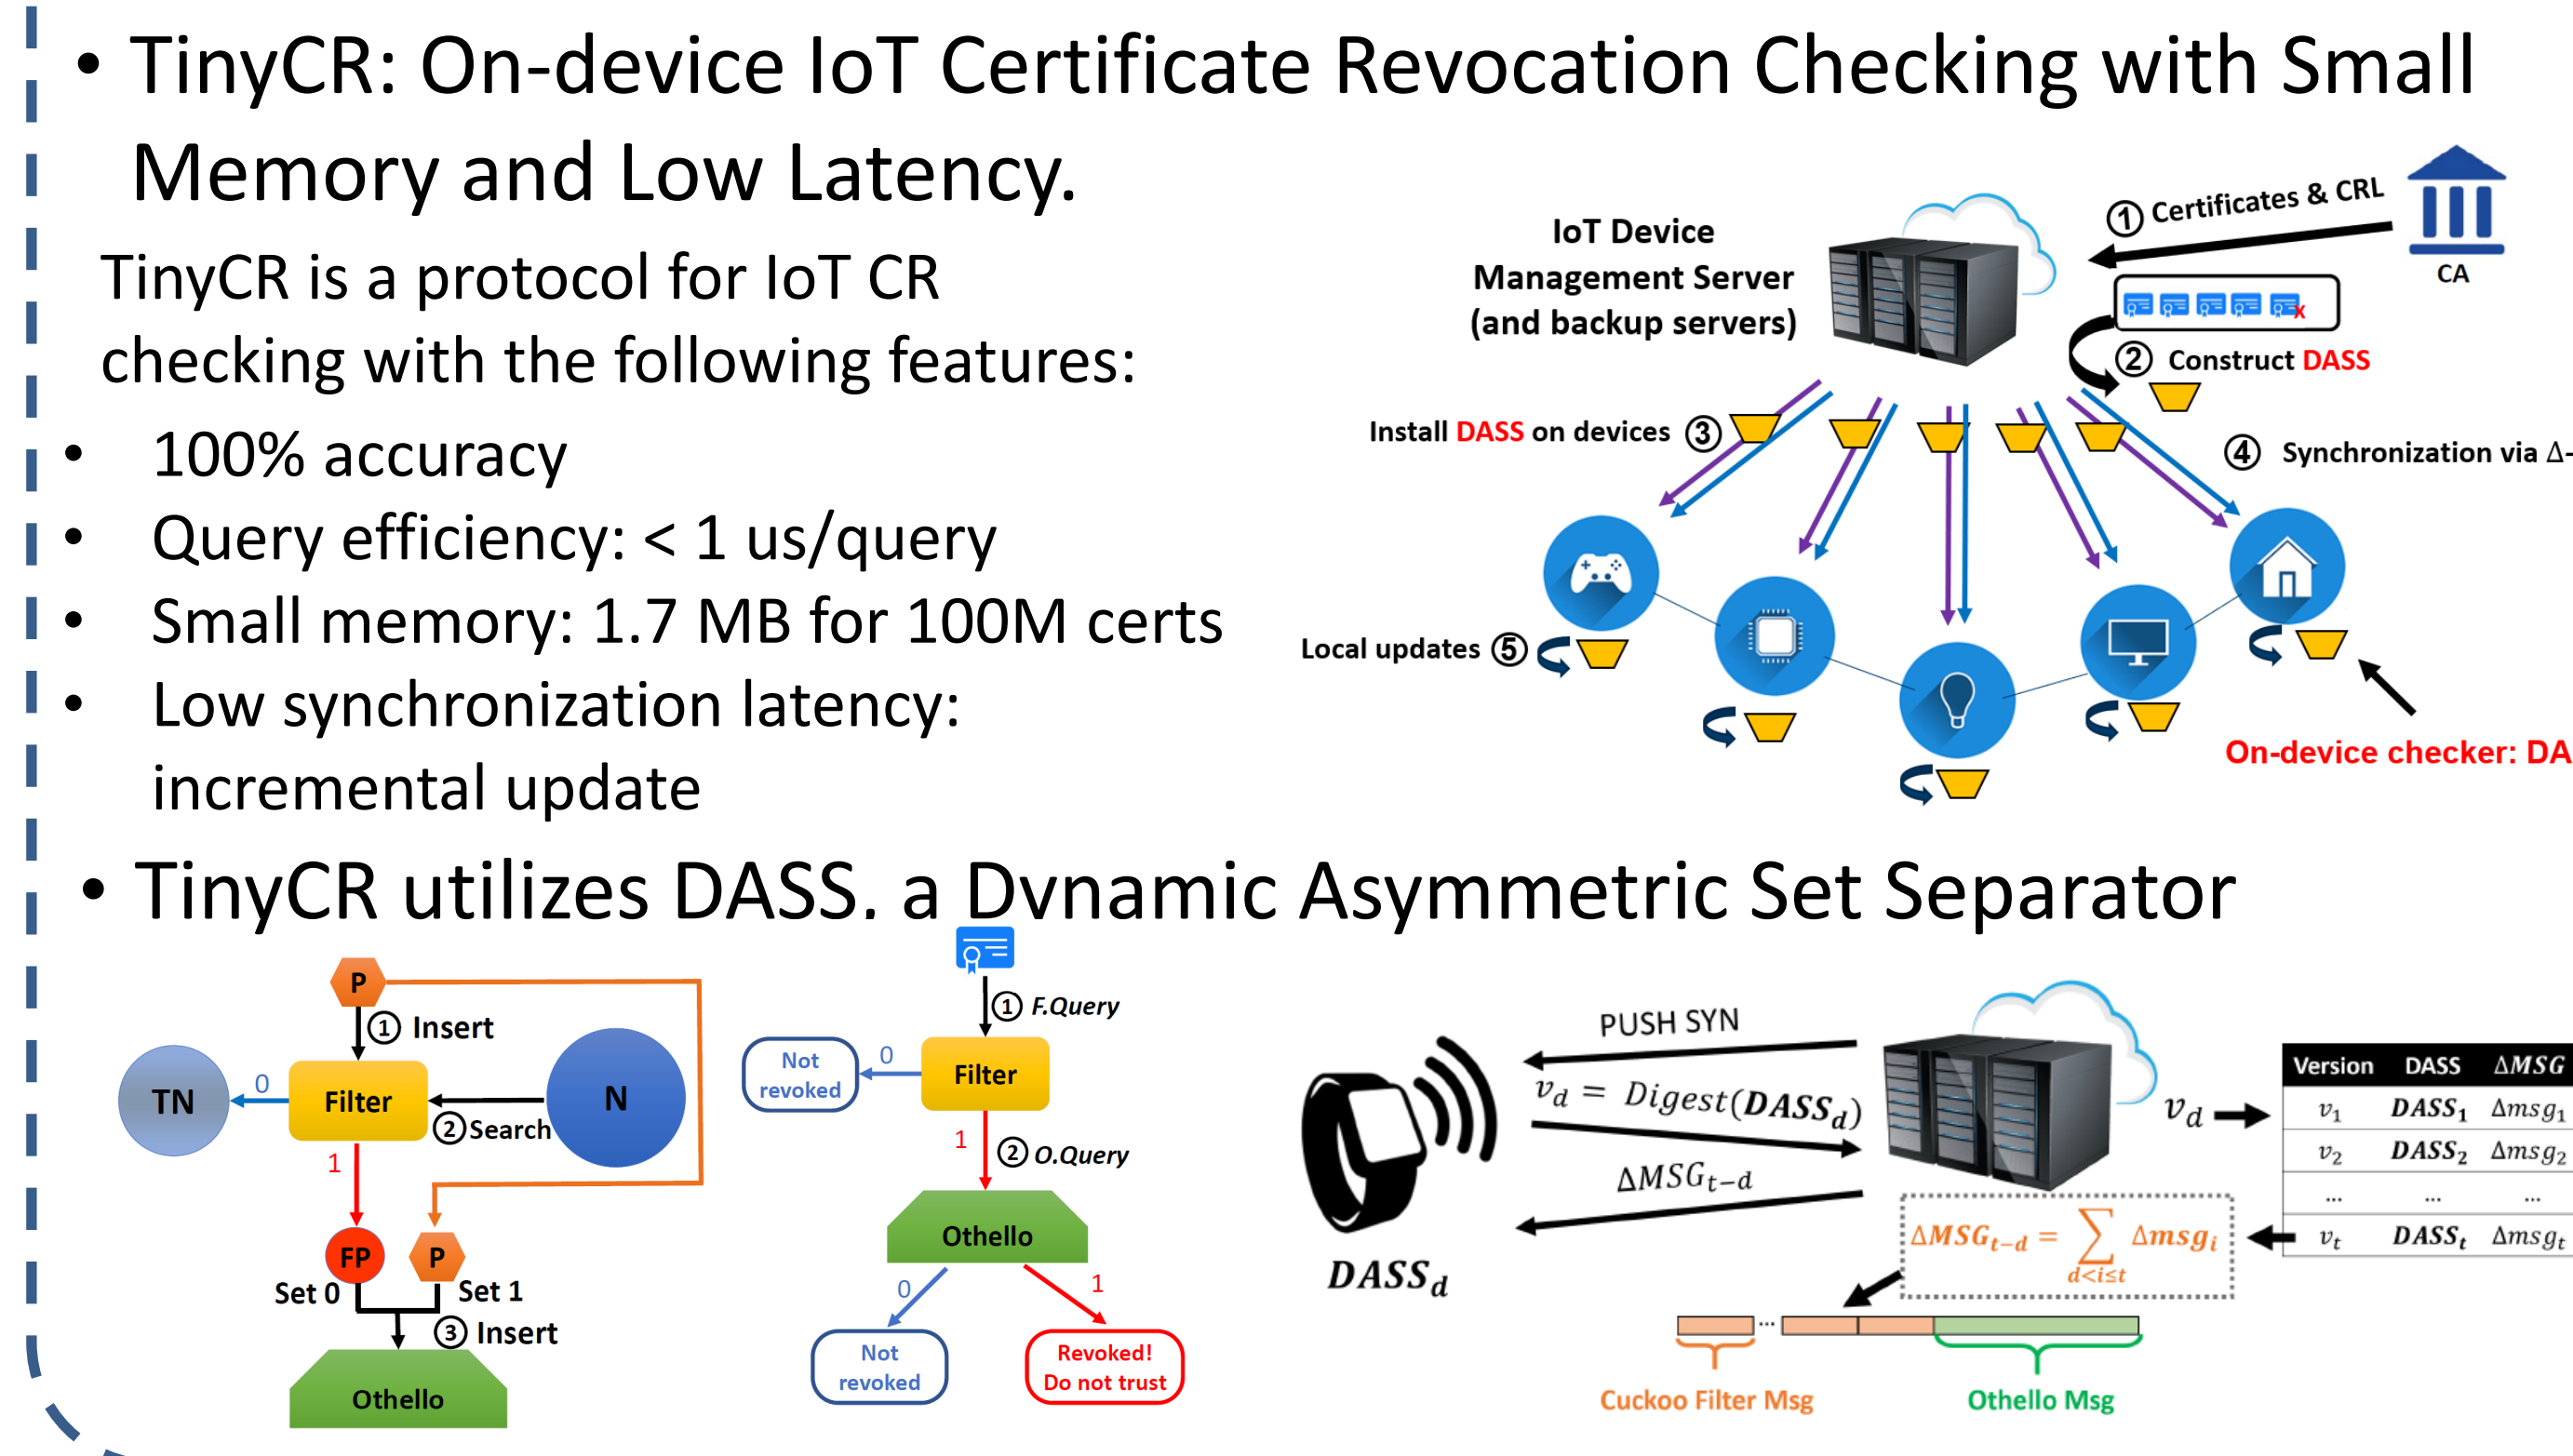 • TinyCR: On-device IoT Certificate Revocation Checking with Small
Memory and Low Latency.
TinyCR is a protocol for IoT CR
checking with the following features:
• 100% accuracy
• Query efficiency: < 1 us/query
• Small memory: 1.7 MB for 100M certs
• Low synchronization latency:
incremental update
IoT Device
Management Server
(and backup servers)
① Certificates & CRL
CA
x
② Construct DASS
Install DASS on devices ③
④ Synchronization via Δ-
Local updates ⑤
On-device checker: DA
• TinyCR utilizes DASS, a Dynamic Asymmetric Set Separator
P
① Insert
TN
0
Filter
② Search
N
1
FP
P
Set 0
Set 1
③ Insert
Othello
① F.Query
Not
revoked
0
Filter
1
② O.Query
Othello
0
1
Not
revoked
Revoked!
Do not trust
PUSH SYN
v_d = Digest(DASS_d)
ΔMSG_{t−d}
DASS_d
v_d
Version DASS ΔMSG
v_1 DASS_1 Δmsg_1
v_2 DASS_2 Δmsg_2
... ... ...
v_t DASS_t Δmsg_t
ΔMSG_{t−d} = ∑_{d<i≤t} Δmsg_i
...
Cuckoo Filter Msg
Othello Msg